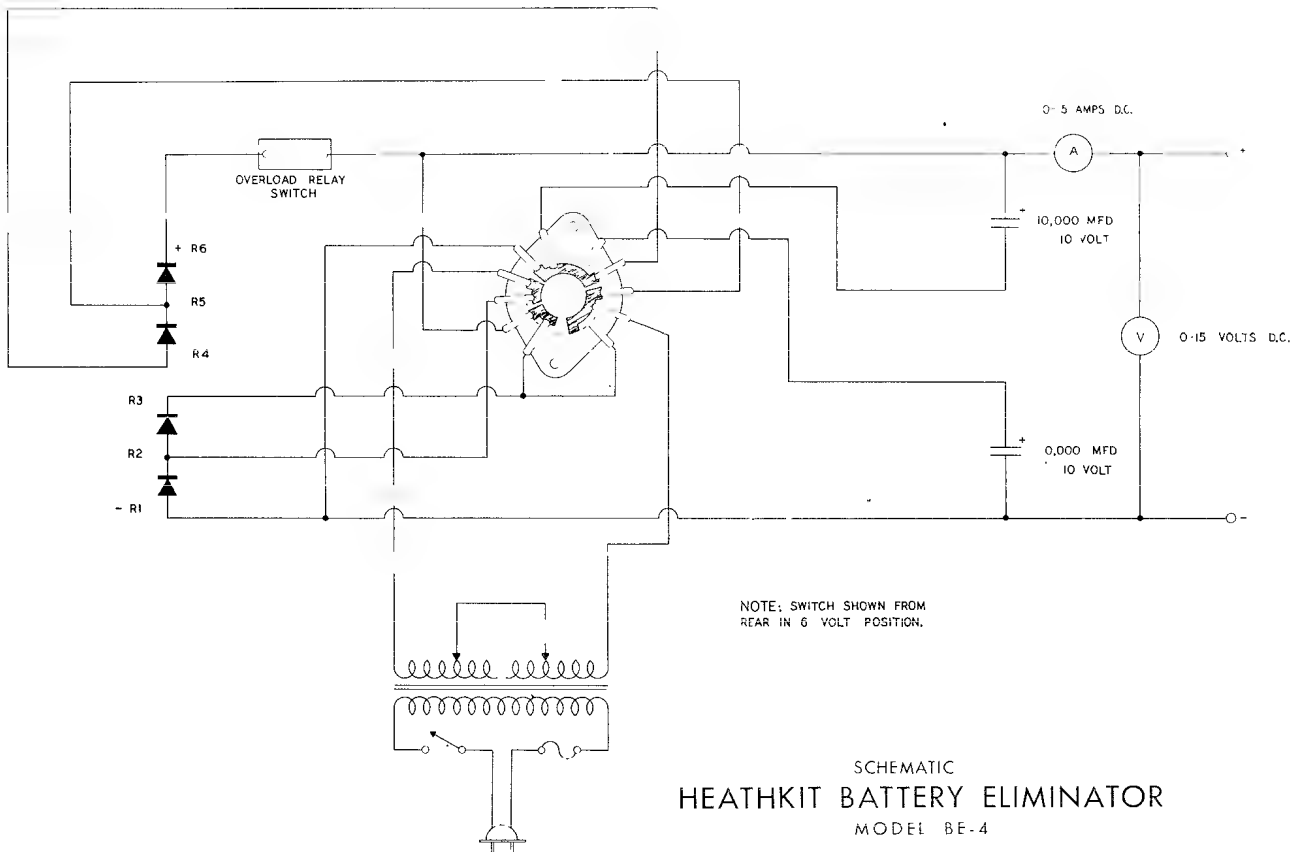 0-5 AMPS D.C.
A
+
OVERLOAD RELAY
SWITCH
+
10,000 MFD
10 VOLT
+ R6
R5
R4
V
0-15 VOLTS D.C.
R3
R2
- R1
+
0,000 MFD
10 VOLT
-
NOTE: SWITCH SHOWN FROM
REAR IN 6 VOLT POSITION.
SCHEMATIC
HEATHKIT BATTERY ELIMINATOR
MODEL BE-4